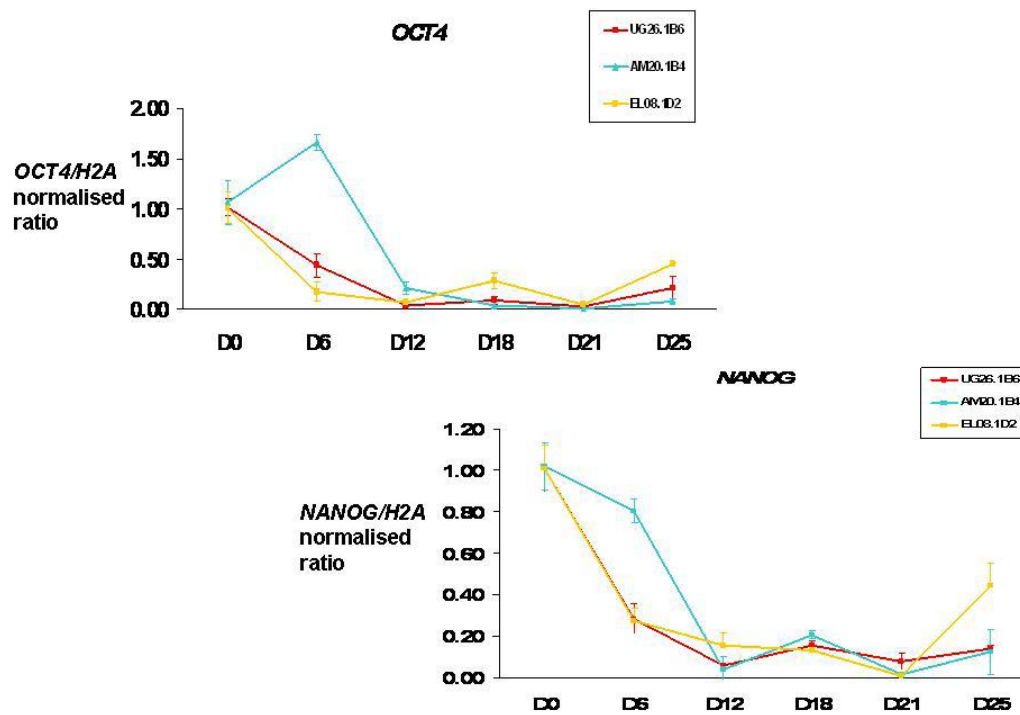 OCT4
UG26.1B6
AM20.1B4
EL08.1D2
2.00
1.50
1.00
0.50
0.00
OCT4/H2A
normalised
ratio
D0 D6 D12 D18 D21 D25
NANOG
UG26.1B6
AM20.1B4
EL08.1D2
1.20
1.00
0.80
0.60
0.40
0.20
0.00
NANOG/H2A
normalised
ratio
D0 D6 D12 D18 D21 D25